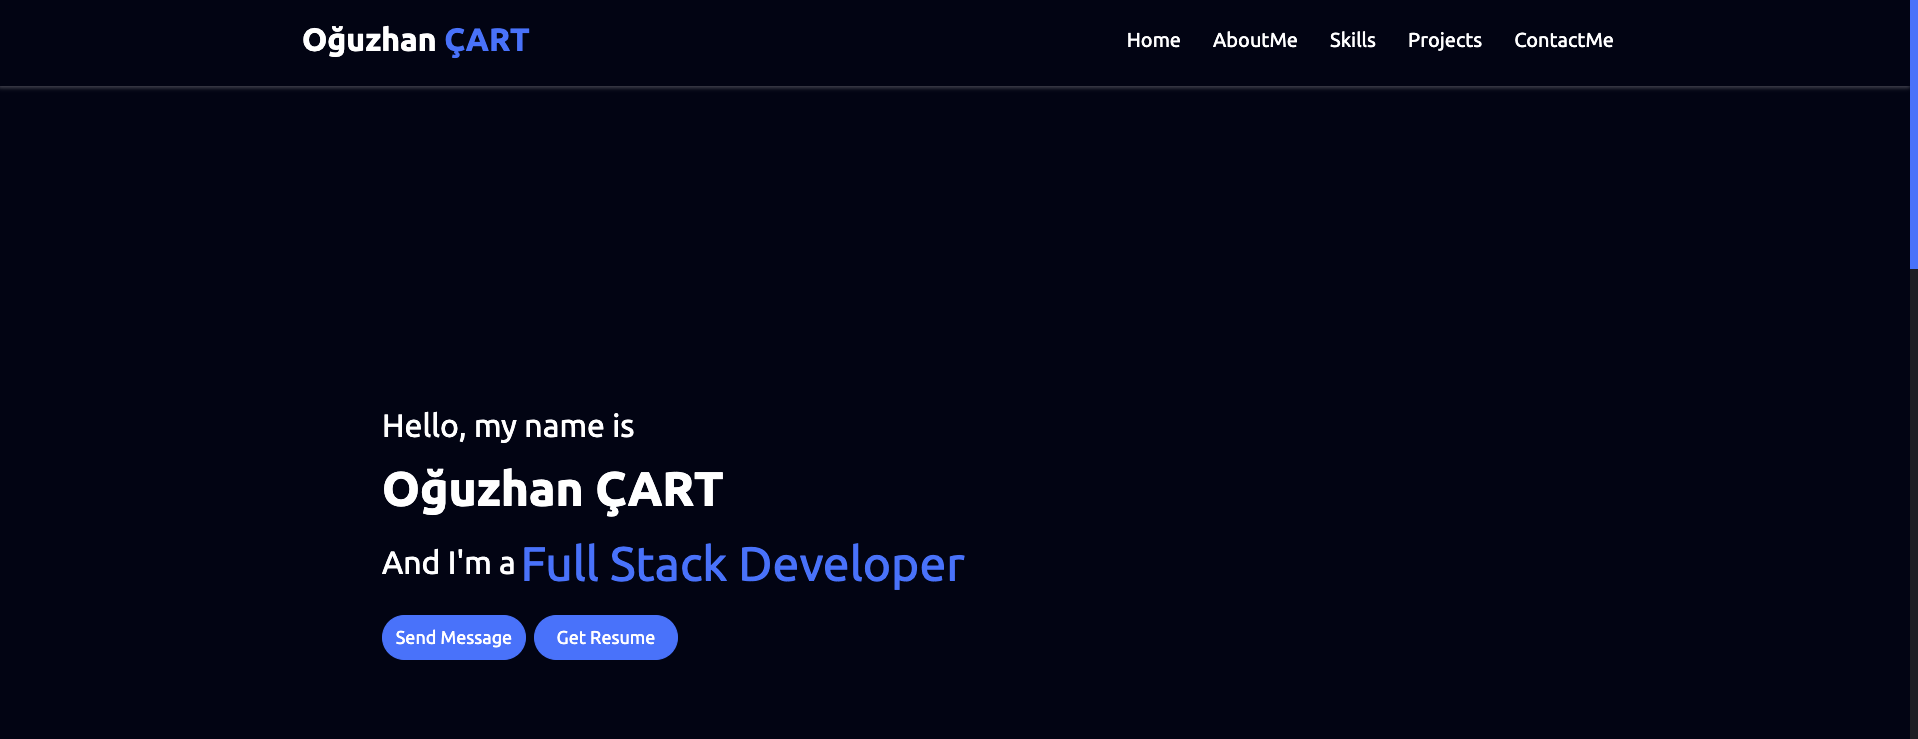 Oğuzhan ÇART
Home AboutMe Skills Projects ContactMe
Hello, my name is
Oğuzhan ÇART
And I'm a Full Stack Developer
Send Message Get Resume